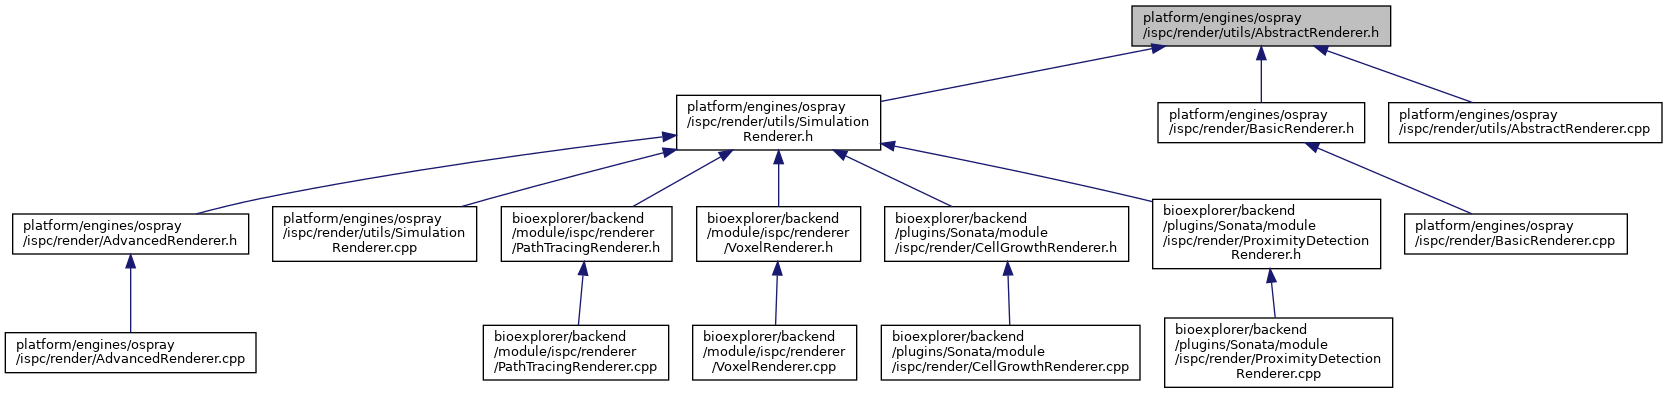 platform/engines/ospray
/ispc/render/utils/AbstractRenderer.h
platform/engines/ospray
/ispc/render/utils/Simulation
Renderer.h
platform/engines/ospray
/ispc/render/BasicRenderer.h
platform/engines/ospray
/ispc/render/utils/AbstractRenderer.cpp
platform/engines/ospray
/ispc/render/AdvancedRenderer.h
platform/engines/ospray
/ispc/render/utils/Simulation
Renderer.cpp
bioexplorer/backend
/module/ispc/renderer
/PathTracingRenderer.h
bioexplorer/backend
/module/ispc/renderer
/VoxelRenderer.h
bioexplorer/backend
/plugins/Sonata/module
/ispc/render/CellGrowthRenderer.h
bioexplorer/backend
/plugins/Sonata/module
/ispc/render/ProximityDetection
Renderer.h
platform/engines/ospray
/ispc/render/BasicRenderer.cpp
platform/engines/ospray
/ispc/render/AdvancedRenderer.cpp
bioexplorer/backend
/module/ispc/renderer
/PathTracingRenderer.cpp
bioexplorer/backend
/module/ispc/renderer
/VoxelRenderer.cpp
bioexplorer/backend
/plugins/Sonata/module
/ispc/render/CellGrowthRenderer.cpp
bioexplorer/backend
/plugins/Sonata/module
/ispc/render/ProximityDetection
Renderer.cpp